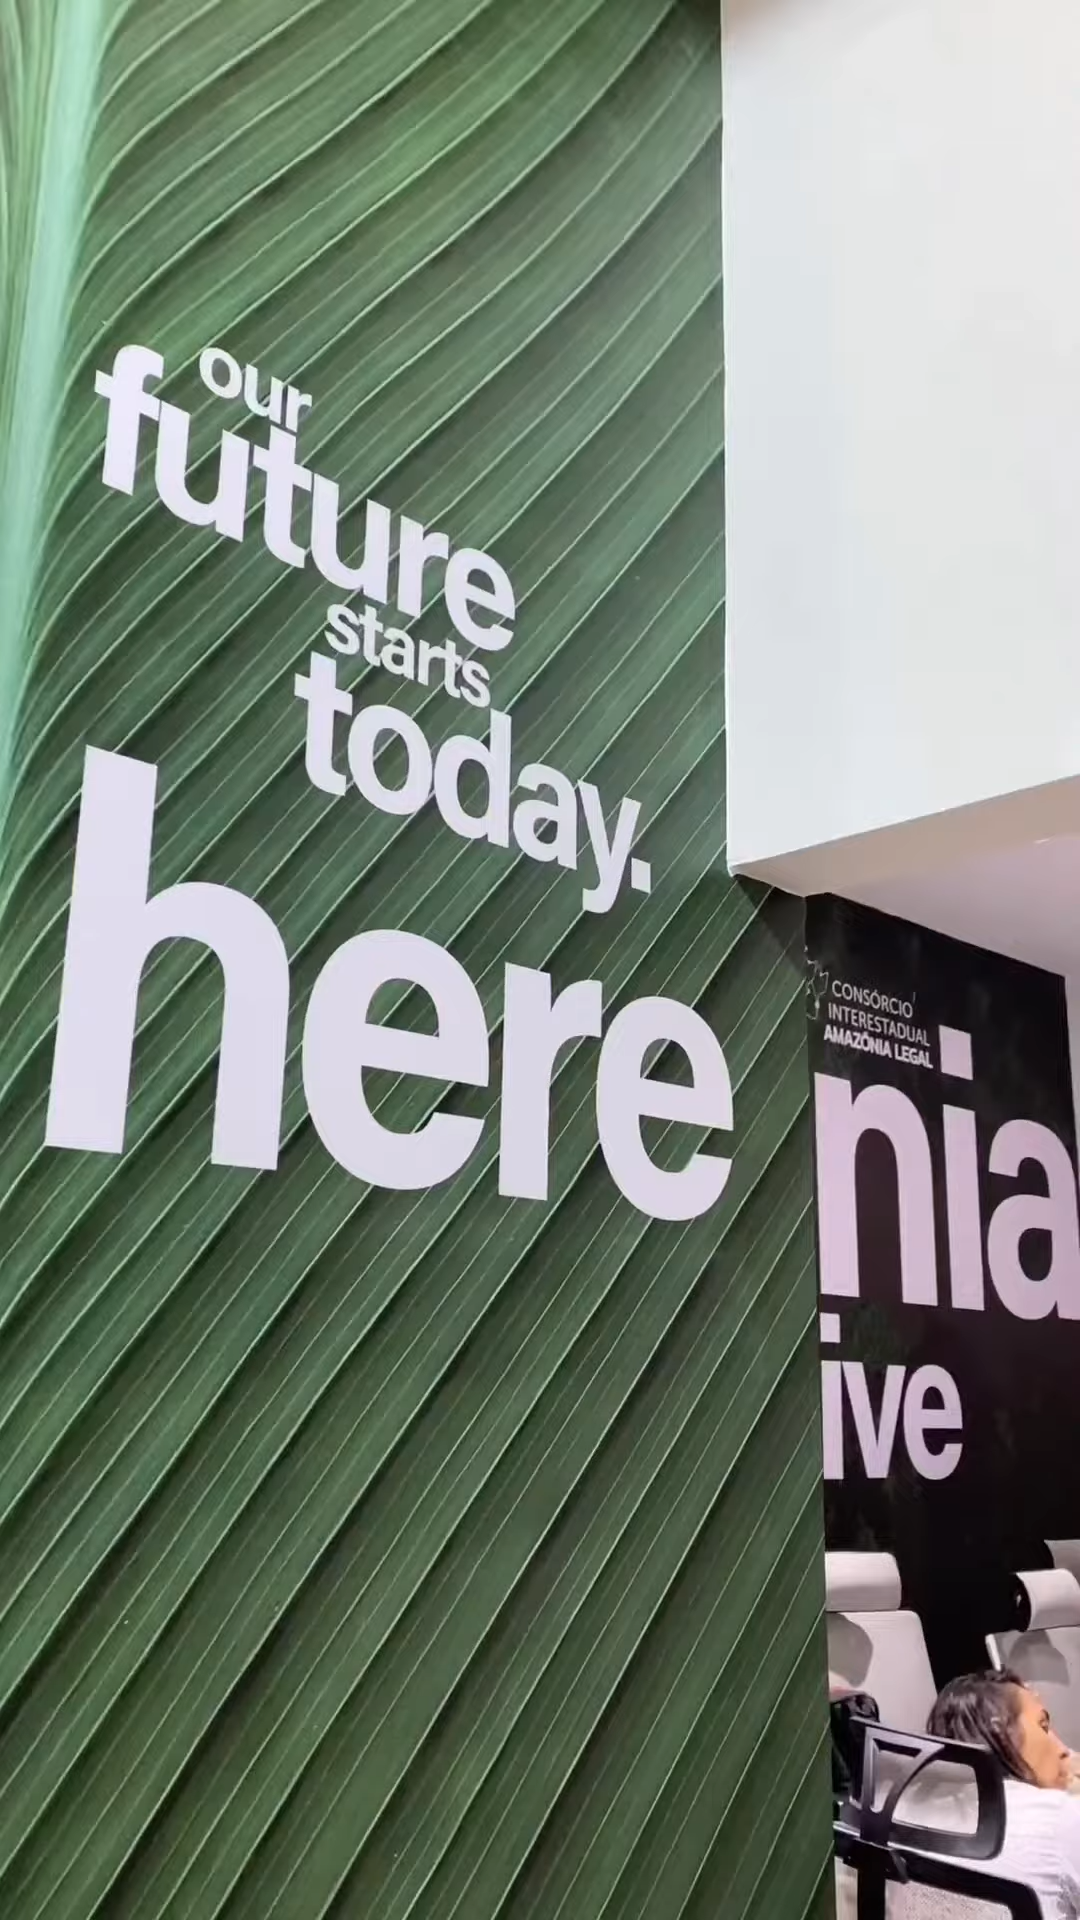 our
future
starts
today.
here
CONSÓRCIO
INTERESTADUAL
AMAZÔNIA LEGAL
nia
ive